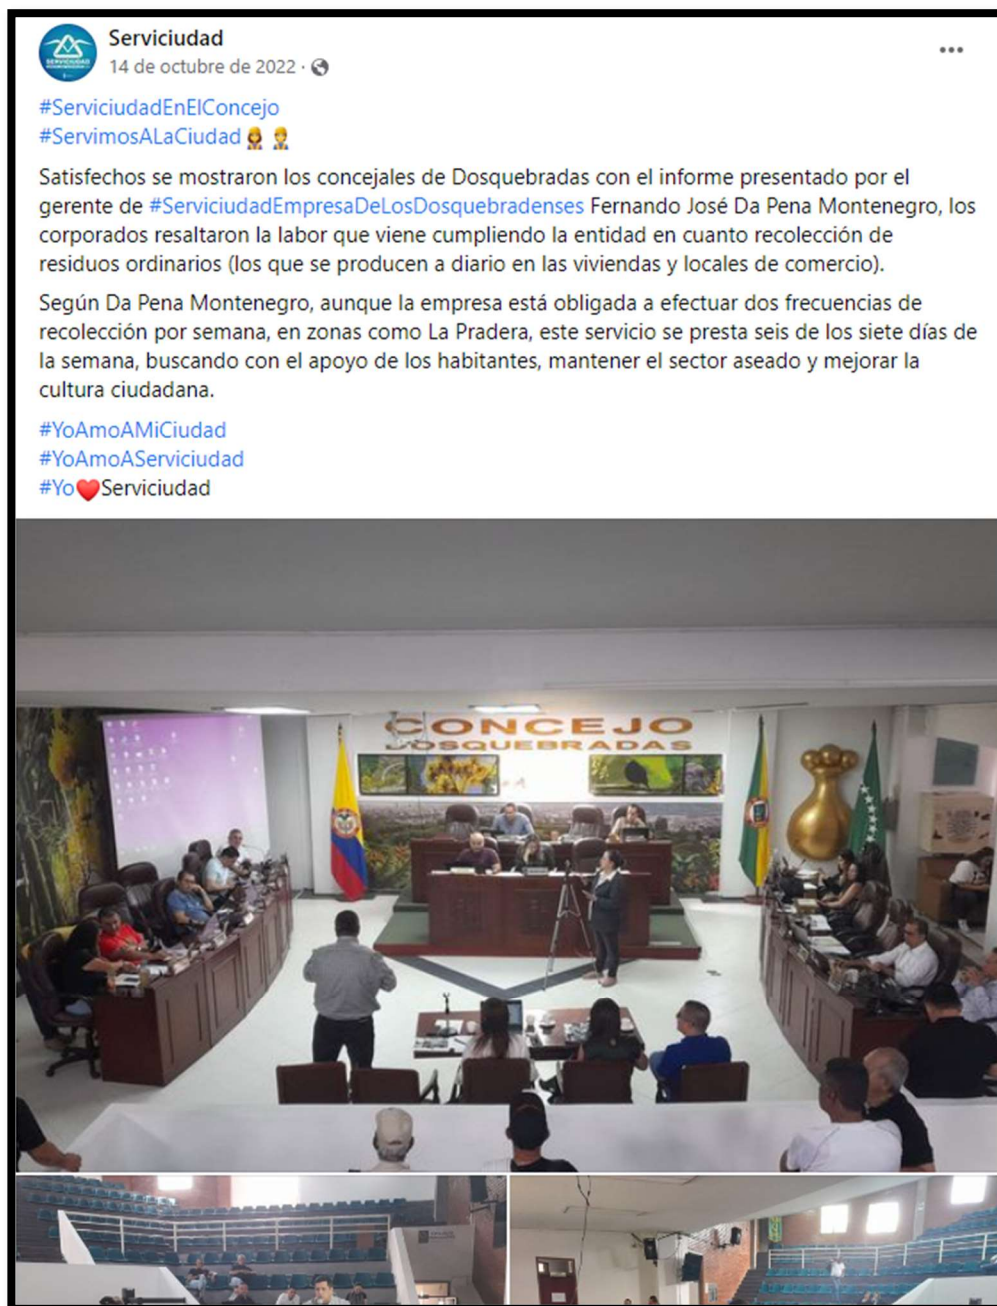 Serviciudad
14 de octubre de 2022 ·
#ServiciudadEnElConcejo
#ServimosALaCiudad👷‍♀️👷
Satisfechos se mostraron los concejales de Dosquebradas con el informe presentado por el
gerente de #ServiciudadEmpresaDeLosDosquebradenses Fernando José Da Pena Montenegro, los
corporados resaltaron la labor que viene cumpliendo la entidad en cuanto recolección de
residuos ordinarios (los que se producen a diario en las viviendas y locales de comercio).
Según Da Pena Montenegro, aunque la empresa está obligada a efectuar dos frecuencias de
recolección por semana, en zonas como La Pradera, este servicio se presta seis de los siete días de
la semana, buscando con el apoyo de los habitantes, mantener el sector aseado y mejorar la
cultura ciudadana.
#YoAmoAMiCiudad
#YoAmoAServiciudad
#Yo❤️Serviciudad
CONCEJO
DOSQUEBRADAS
SERVICIUDAD